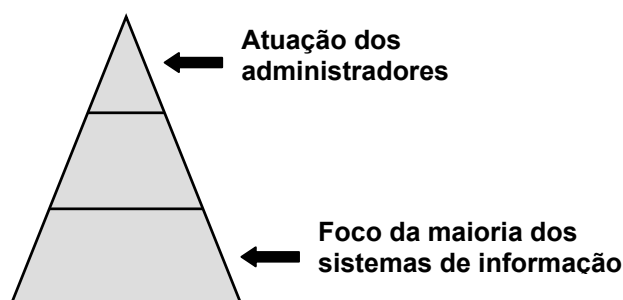 Atuação dos
administradores
Foco da maioria dos
sistemas de informação